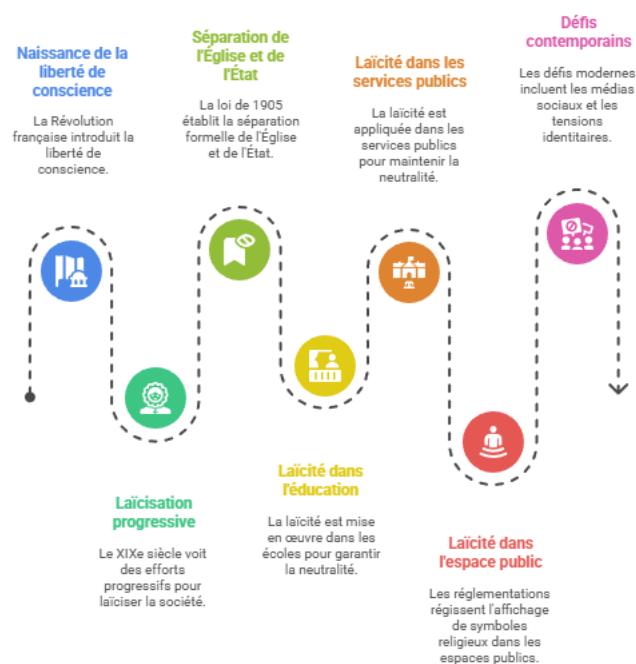 Naissance de la
liberté de
conscience
La Révolution
française introduit la
liberté de
conscience.
Laïcisation
progressive
Le XIXe siècle voit
des efforts
progressifs pour
laïciser la société.
Séparation de
l'Église et de
l'État
La loi de 1905
établit la séparation
formelle de l'Église
et de l'État.
Laïcité dans
l'éducation
La laïcité est mise
en œuvre dans les
écoles pour garantir
la neutralité.
Laïcité dans les
services publics
La laïcité est
appliquée dans les
services publics
pour maintenir la
neutralité.
Laïcité dans
l'espace public
Les réglementations
régissent l'affichage
de symboles
religieux dans les
espaces publics.
Défis
contemporains
Les défis modernes
incluent les médias
sociaux et les
tensions
identitaires.